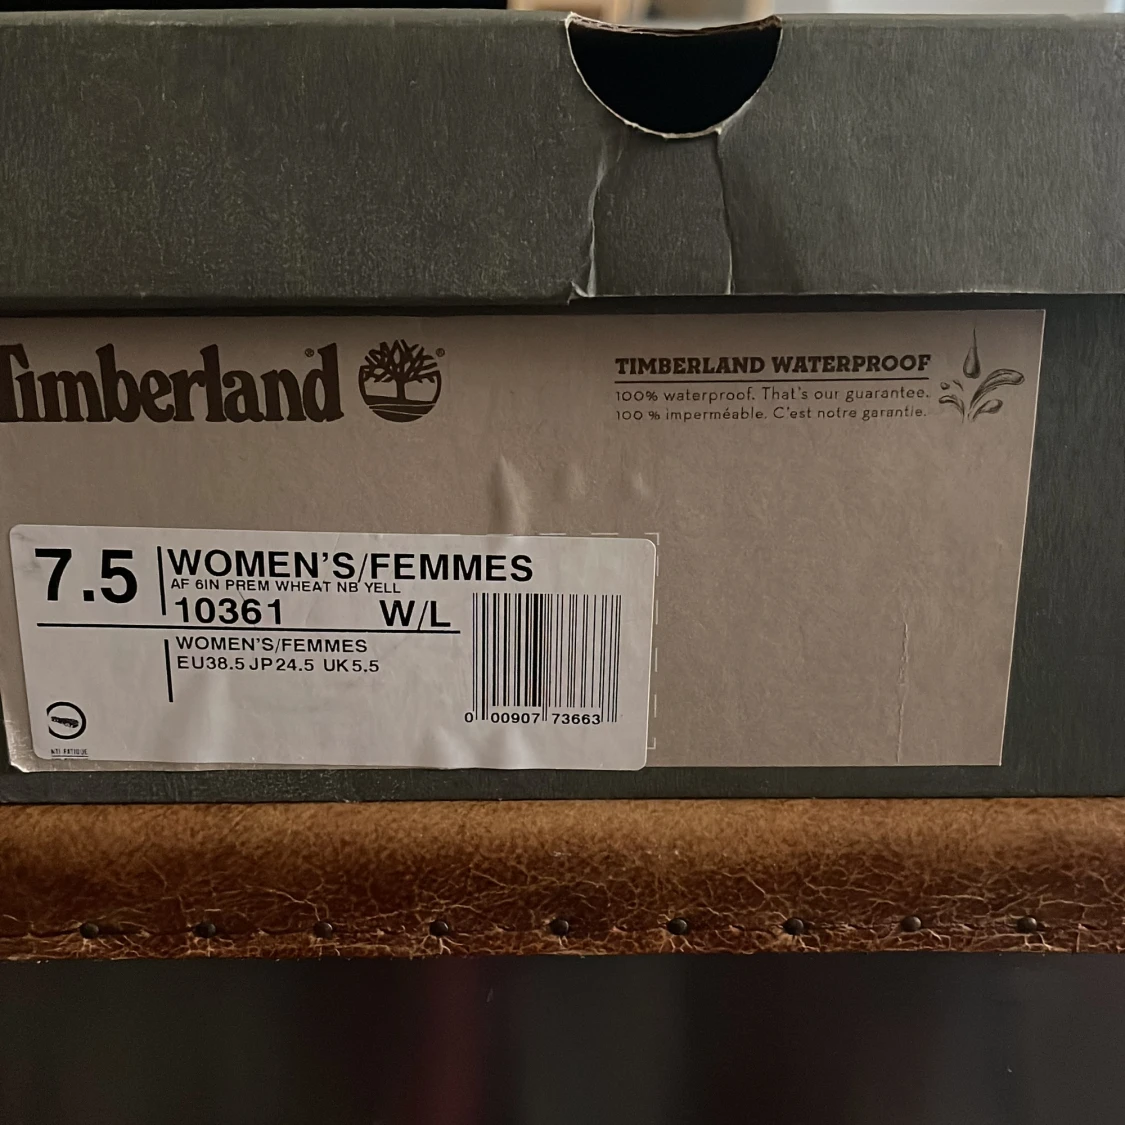 Timberland®
TIMBERLAND WATERPROOF
100% waterproof. That's our guarantee.
100 % imperméable. C'est notre garantie.
7.5
WOMEN'S/FEMMES
AF 6IN PREM WHEAT NB YELL
10361 W/L
WOMEN'S/FEMMES
EU38.5 JP24.5 UK5.5
0 00907 73663